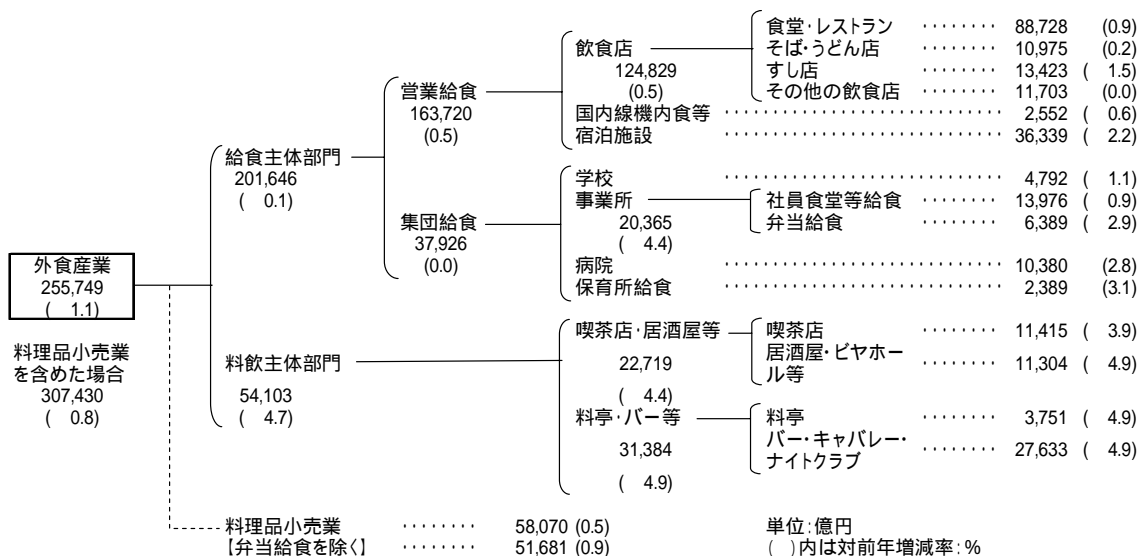 食堂・レストラン ‥‥‥‥ 88,728 (0.9)
飲食店 そば・うどん店 ‥‥‥‥ 10,975 (0.2)
124,829 すし店 ‥‥‥‥ 13,423 ( 1.5)
(0.5) その他の飲食店 ‥‥‥‥ 11,703 (0.0)
営業給食
163,720
(0.5)
国内線機内食等 ‥‥‥‥ 2,552 ( 0.6)
宿泊施設 ‥‥‥‥ 36,339 ( 2.2)
給食主体部門
201,646
( 0.1)
学校 ‥‥‥‥ 4,792 ( 1.1)
事業所 社員食堂等給食 ‥‥‥‥ 13,976 ( 0.9)
20,365 弁当給食 ‥‥‥‥ 6,389 ( 2.9)
( 4.4)
集団給食
37,926
(0.0)
病院 ‥‥‥‥ 10,380 (2.8)
保育所給食 ‥‥‥‥ 2,389 (3.1)
外食産業
255,749
( 1.1)
料理品小売業
を含めた場合
307,430
( 0.8)
料飲主体部門
54,103
( 4.7)
喫茶店・居酒屋等 喫茶店 ‥‥‥‥ 11,415 ( 3.9)
22,719 居酒屋・ビヤホー
ル等 ‥‥‥‥ 11,304 ( 4.9)
( 4.4)
料亭・バー等 料亭 ‥‥‥‥ 3,751 ( 4.9)
31,384 バー・キャバレー・
ナイトクラブ ‥‥‥‥ 27,633 ( 4.9)
( 4.9)
料理品小売業 ‥‥‥‥ 58,070 (0.5)
【弁当給食を除く】 ‥‥‥‥ 51,681 (0.9)
単位:億円
( )内は対前年増減率:%